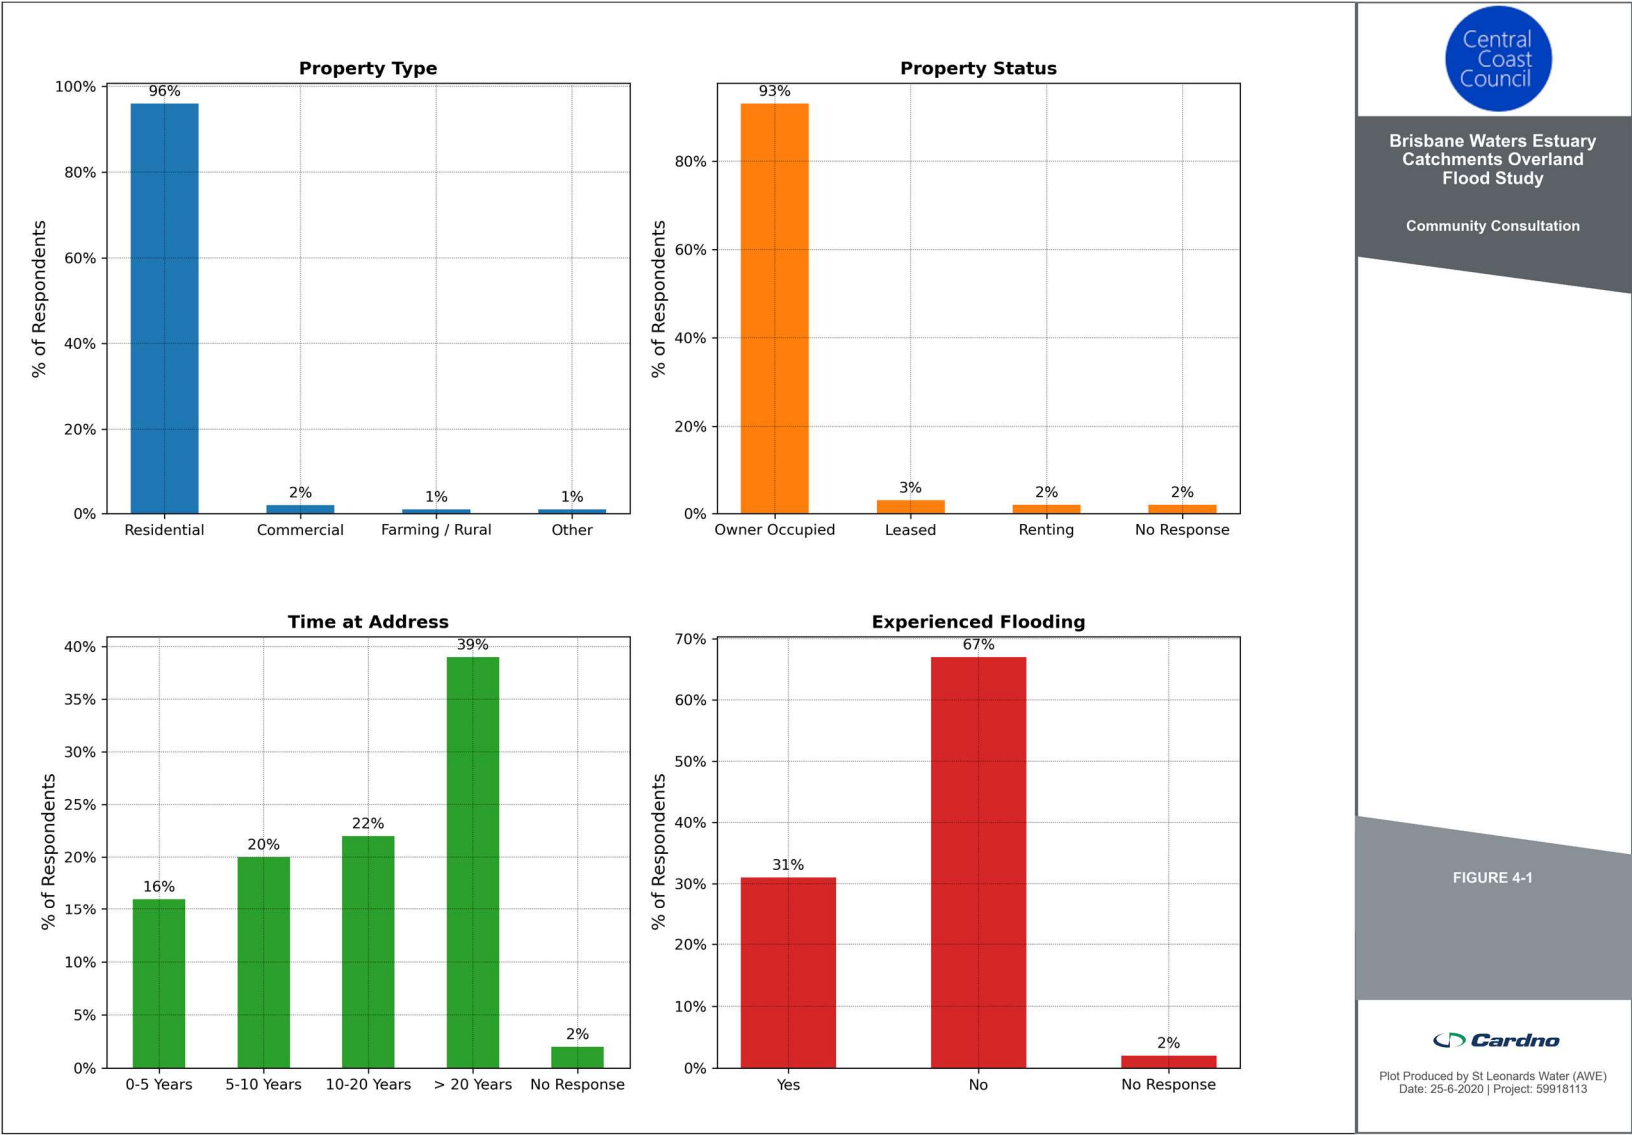 Property Type
% of Respondents
100%
80%
60%
40%
20%
0%
96%
2%
1%
1%
Residential
Commercial
Farming / Rural
Other
Property Status
% of Respondents
80%
60%
40%
20%
0%
93%
3%
2%
2%
Owner Occupied
Leased
Renting
No Response
Time at Address
% of Respondents
40%
35%
30%
25%
20%
15%
10%
5%
0%
16%
20%
22%
39%
2%
0-5 Years
5-10 Years
10-20 Years
> 20 Years
No Response
Experienced Flooding
% of Respondents
70%
60%
50%
40%
30%
20%
10%
0%
31%
67%
2%
Yes
No
No Response
Central
Coast
Council
Brisbane Waters Estuary
Catchments Overland
Flood Study
Community Consultation
FIGURE 4-1
Cardno
Plot Produced by St Leonards Water (AWE)
Date: 25-6-2020 | Project: 59918113